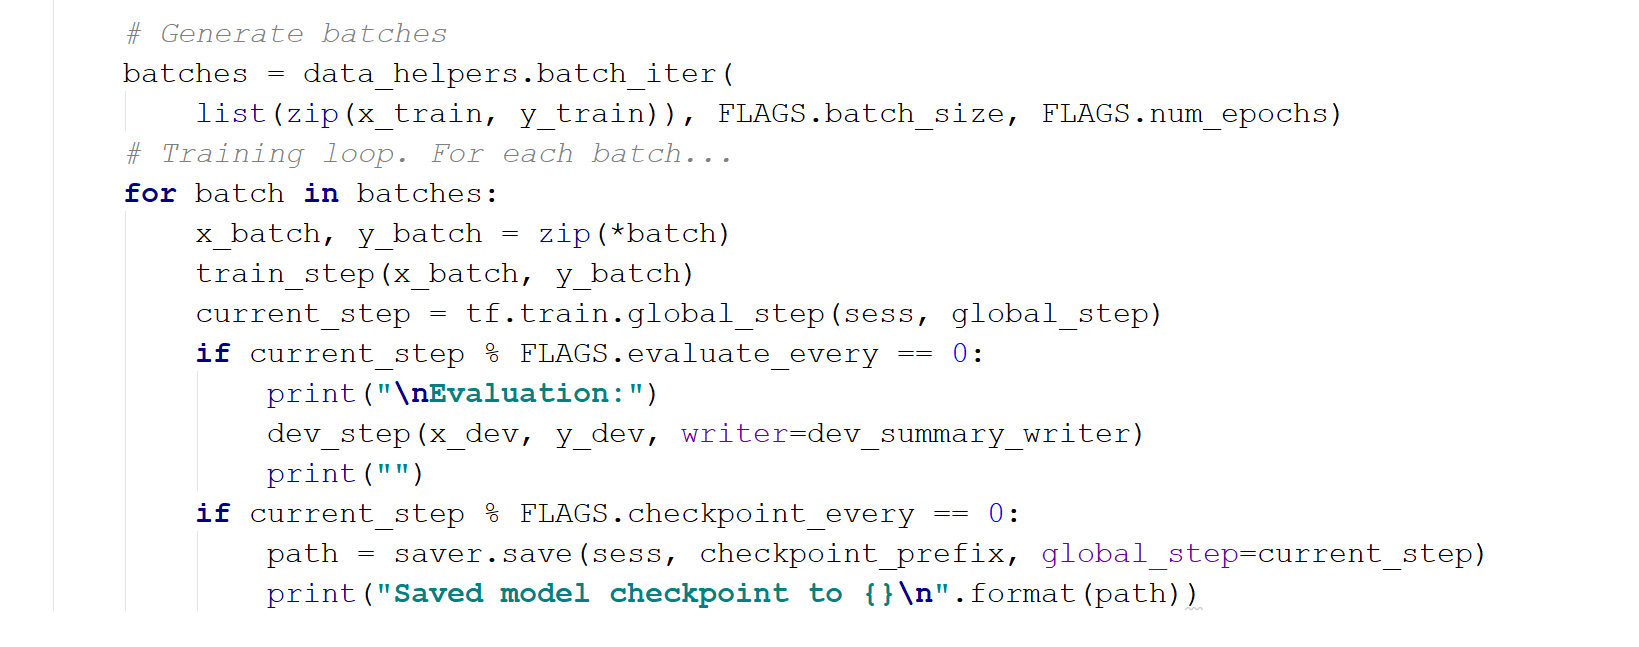 # Generate batches
batches = data_helpers.batch_iter(
    list(zip(x_train, y_train)), FLAGS.batch_size, FLAGS.num_epochs)
# Training loop. For each batch...
for batch in batches:
    x_batch, y_batch = zip(*batch)
    train_step(x_batch, y_batch)
    current_step = tf.train.global_step(sess, global_step)
    if current_step % FLAGS.evaluate_every == 0:
        print("\nEvaluation:")
        dev_step(x_dev, y_dev, writer=dev_summary_writer)
        print("")
    if current_step % FLAGS.checkpoint_every == 0:
        path = saver.save(sess, checkpoint_prefix, global_step=current_step)
        print("Saved model checkpoint to {}\n".format(path))